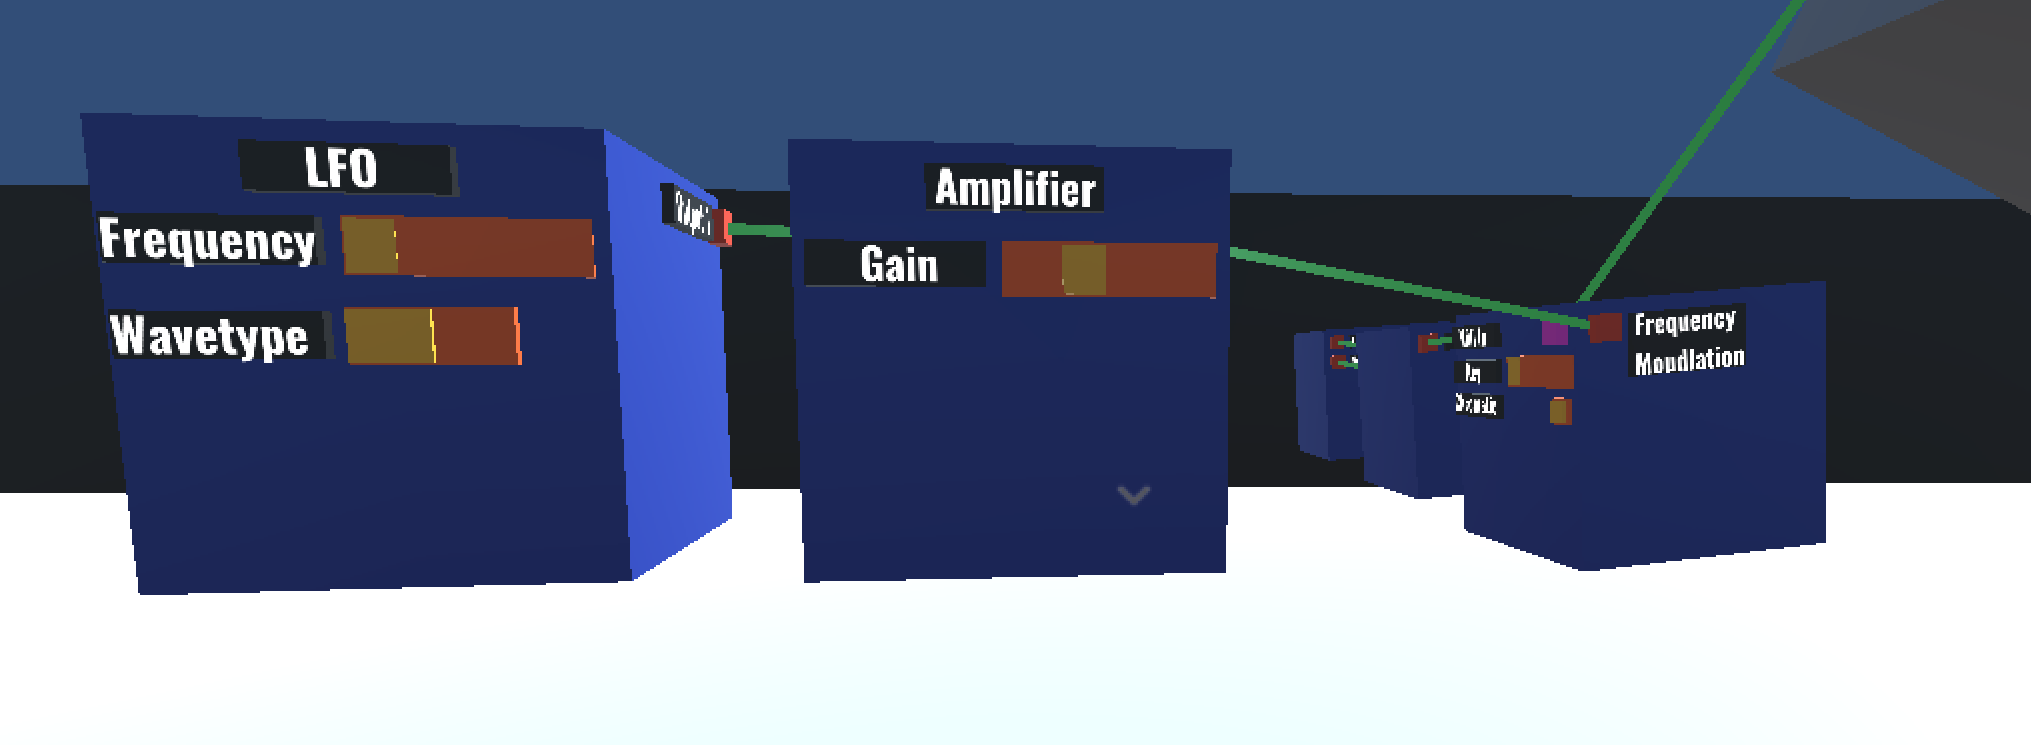 LFO
Frequency
Wavetype
Amplifier
Gain
Frequency
Moudlation